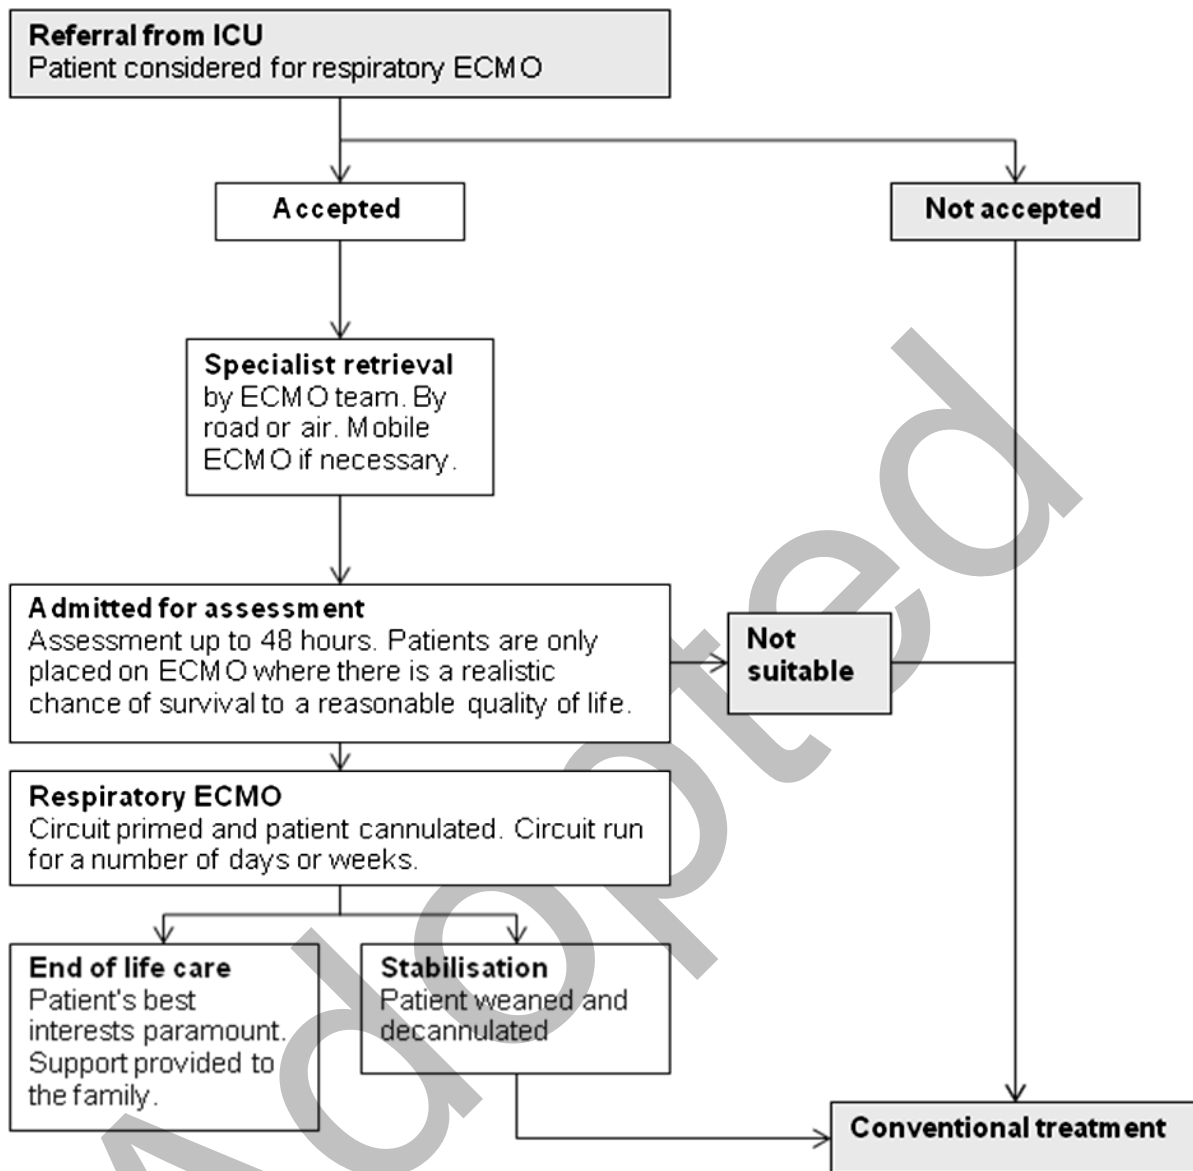 Referral from ICU
Patient considered for respiratory ECMO
Accepted
Not accepted
Specialist retrieval
by ECMO team. By
road or air. Mobile
ECMO if necessary.
Admitted for assessment
Assessment up to 48 hours. Patients are only
placed on ECMO where there is a realistic
chance of survival to a reasonable quality of life.
Not
suitable
Respiratory ECMO
Circuit primed and patient cannulated. Circuit run
for a number of days or weeks.
End of life care
Patient's best
interests paramount.
Support provided to
the family.
Stabilisation
Patient weaned and
decannulated
Conventional treatment
Adopted